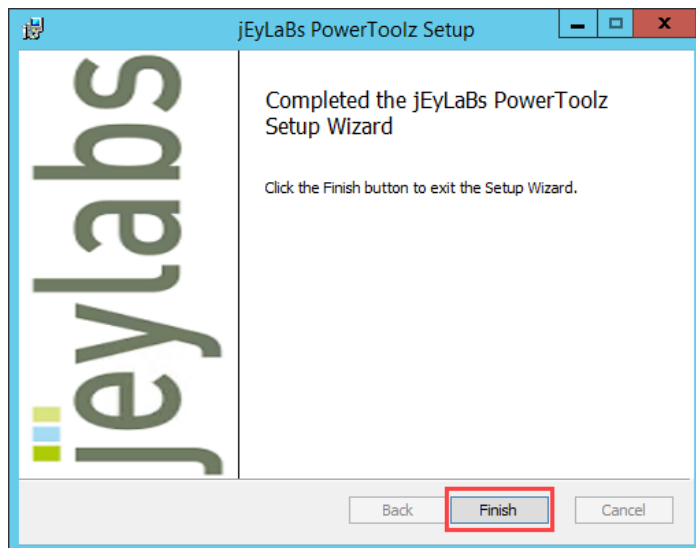 jEyLaBs PowerToolz Setup
jeylabs
Completed the jEyLaBs PowerToolz
Setup Wizard
Click the Finish button to exit the Setup Wizard.
Back
Finish
Cancel